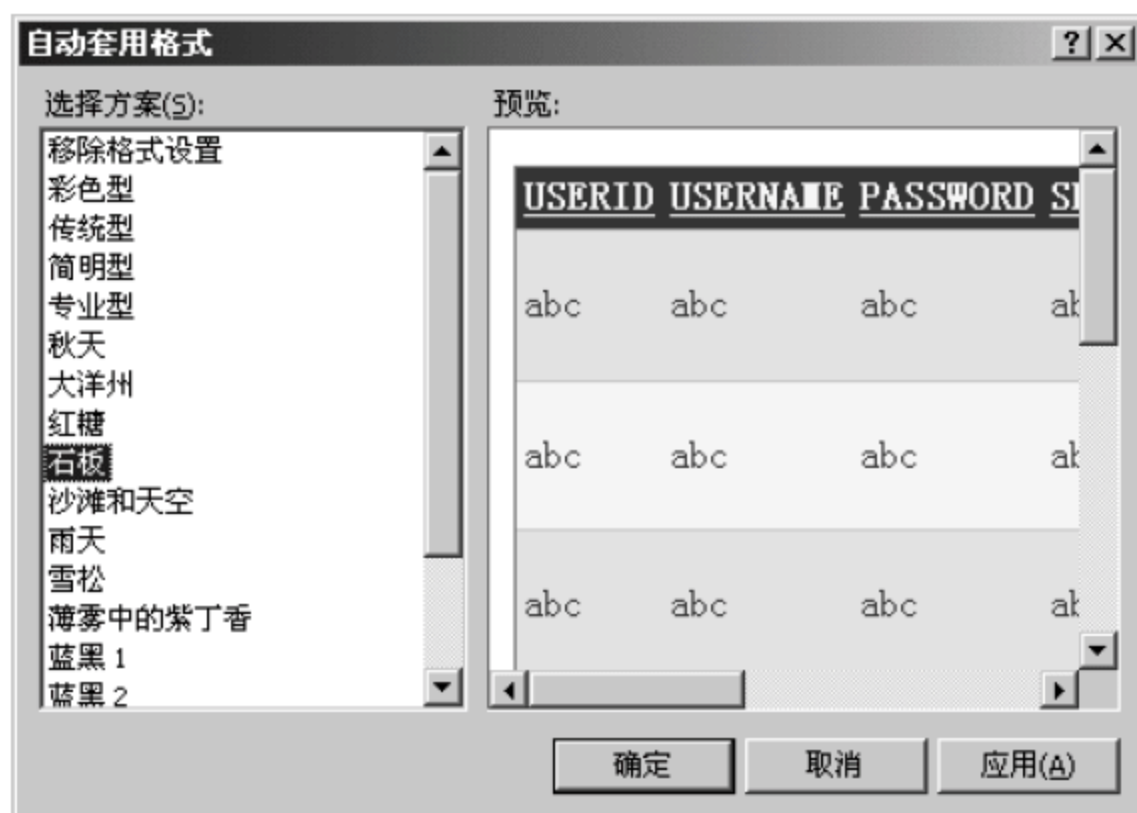 自动套用格式
选择方案(S):
移除格式设置
彩色型
传统型
简明型
专业型
秋天
大洋州
红糖
石板
沙滩和天空
雨天
雪松
薄雾中的紫丁香
蓝黑 1
蓝黑 2
预览:
USERID USERNAME PASSWORD
abc abc abc
abc abc abc
abc abc abc
确定 取消 应用(A)